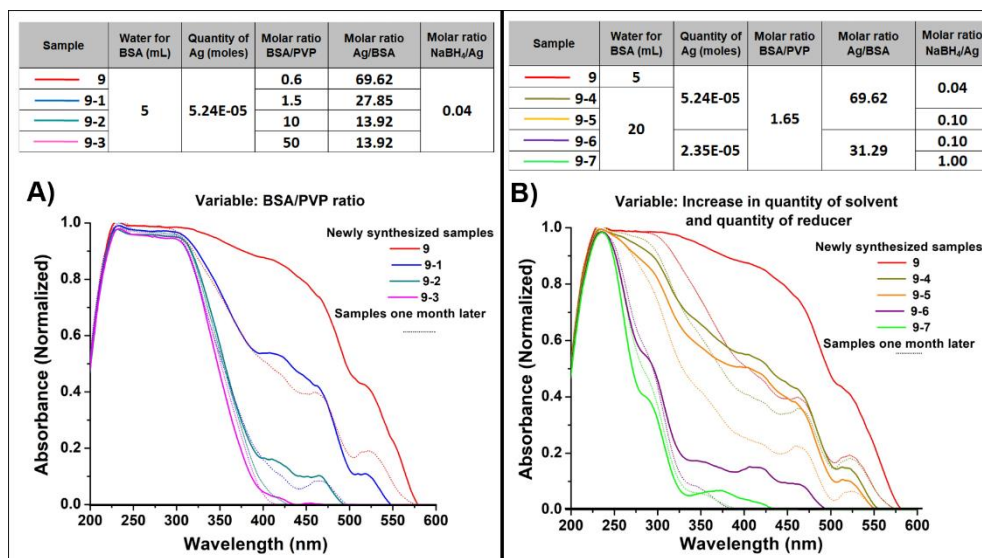 Sample Water for BSA (mL) Quantity of Ag (moles) Molar ratio BSA/PVP Molar ratio Ag/BSA Molar ratio NaBH₄/Ag
9 5 5.24E-05 0.6 69.62 0.04
9-1 1.5 27.85
9-2 10 13.92
9-3 50 13.92
A)
Variable: BSA/PVP ratio
Newly synthesized samples
9
9-1
9-2
9-3
Samples one month later
Absorbance (Normalized)
1.0
0.8
0.6
0.4
0.2
0.0
200 250 300 350 400 450 500 550 600
Wavelength (nm)
Sample Water for BSA (mL) Quantity of Ag (moles) Molar ratio BSA/PVP Molar ratio Ag/BSA Molar ratio NaBH₄/Ag
9 5 5.24E-05 1.65 69.62 0.04
9-4 20
9-5 0.10
9-6 2.35E-05 31.29 0.10
9-7 1.00
B)
Variable: Increase in quantity of solvent
and quantity of reducer
Newly synthesized samples
9
9-4
9-5
9-6
9-7
Samples one month later
Absorbance (Normalized)
1.0
0.8
0.6
0.4
0.2
0.0
200 250 300 350 400 450 500 550 600
Wavelength (nm)